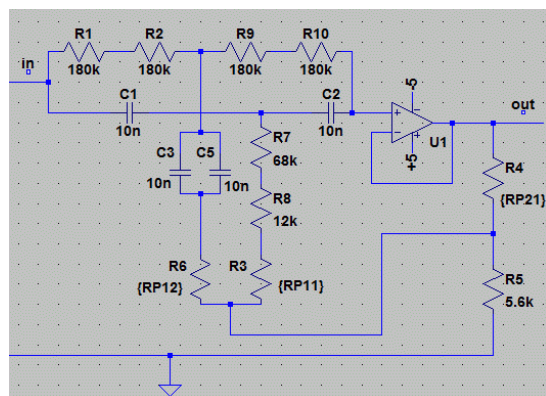 R1
R2
R9
R10
in
180k
180k
180k
180k
-5
out
C1
C2
+
-
10n
10n
U1
R7
+5
C3
C5
68k
R4
10n
10n
R8
{RP21}
12k
R6
R3
{RP12}
{RP11}
R5
5.6k